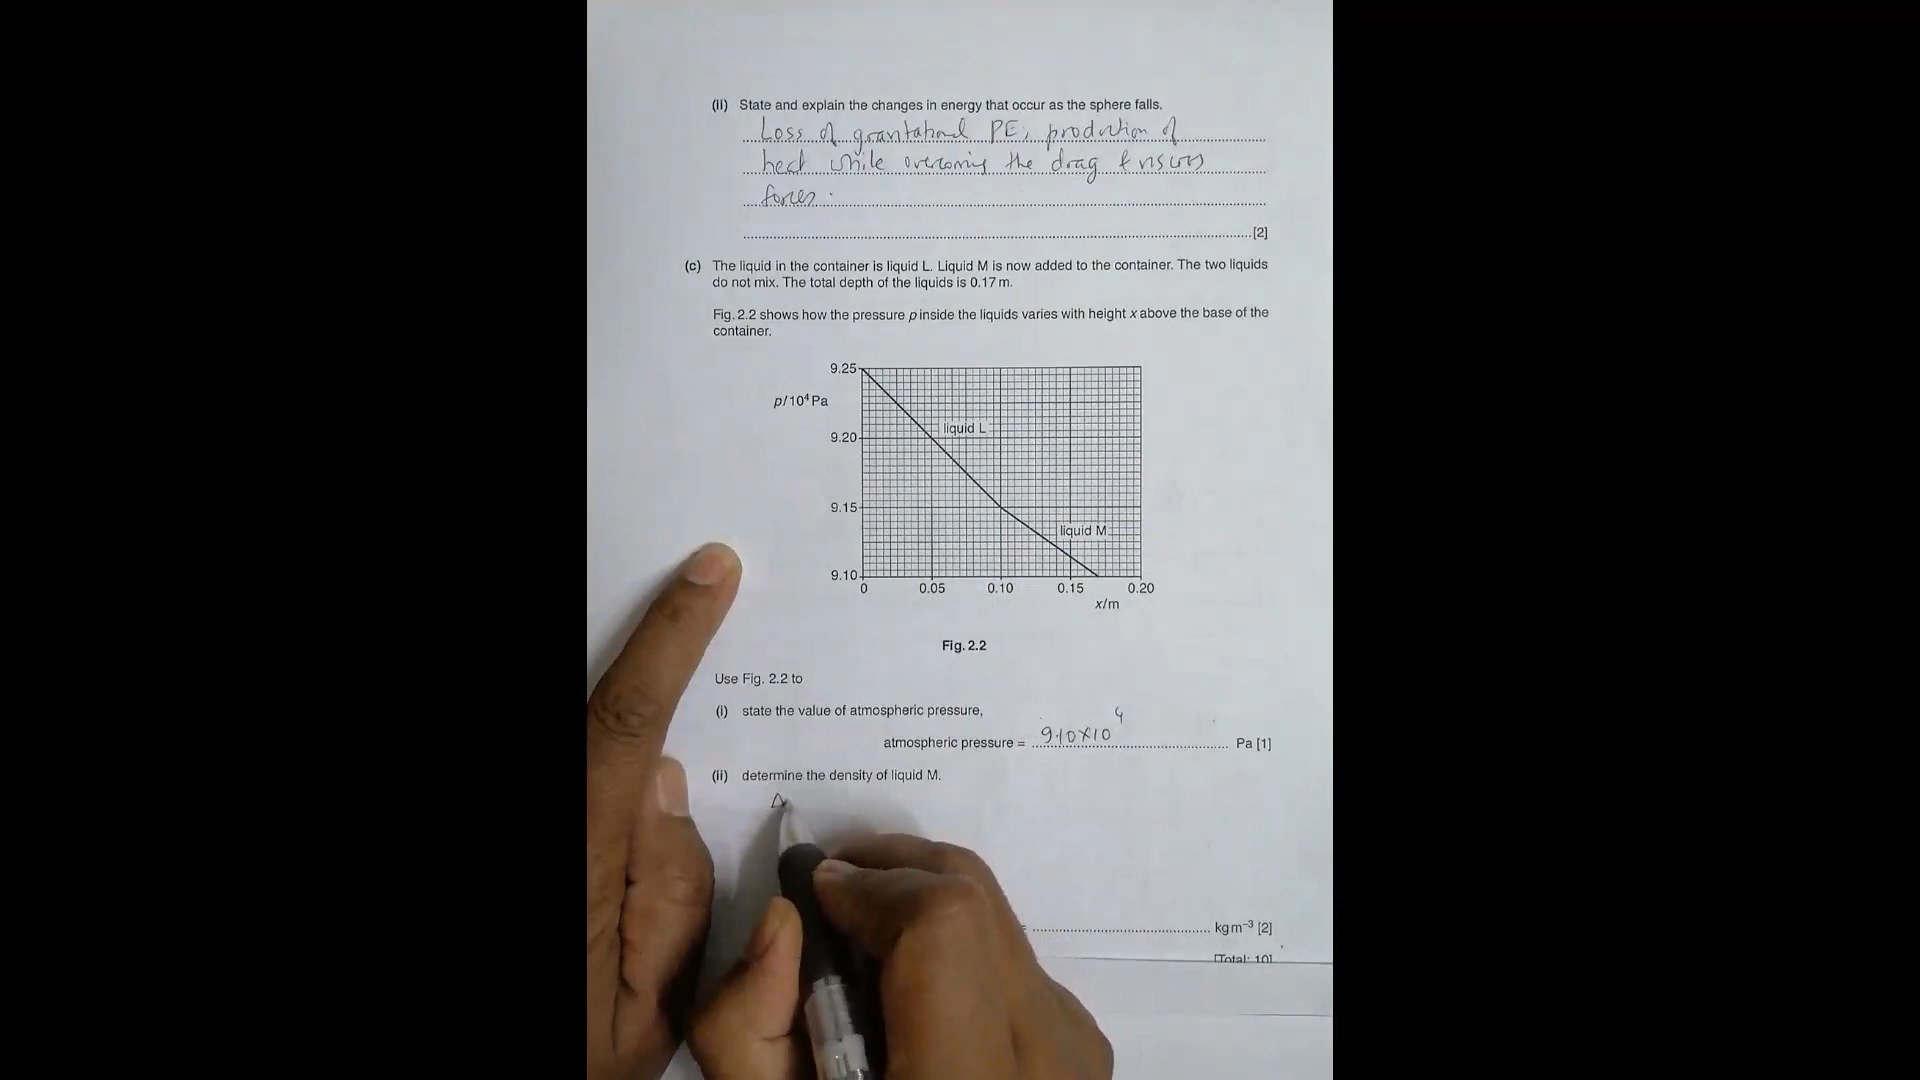 (ii) State and explain the changes in energy that occur as the sphere falls.
Loss of gravitational PE, production of
heat while overcoming the drag & viscous
forces.
[2]
(c) The liquid in the container is liquid L. Liquid M is now added to the container. The two liquids
do not mix. The total depth of the liquids is 0.17 m.
Fig. 2.2 shows how the pressure p inside the liquids varies with height x above the base of the
container.
9.25
p/10⁴ Pa
liquid L
9.20
9.15
liquid M
9.10
0 0.05 0.10 0.15 0.20
x/m
Fig. 2.2
Use Fig. 2.2 to
(i) state the value of atmospheric pressure,
atmospheric pressure = 9.10×10⁴ Pa [1]
(ii) determine the density of liquid M.
Δ
= kg m⁻³ [2]
[Total: 10]